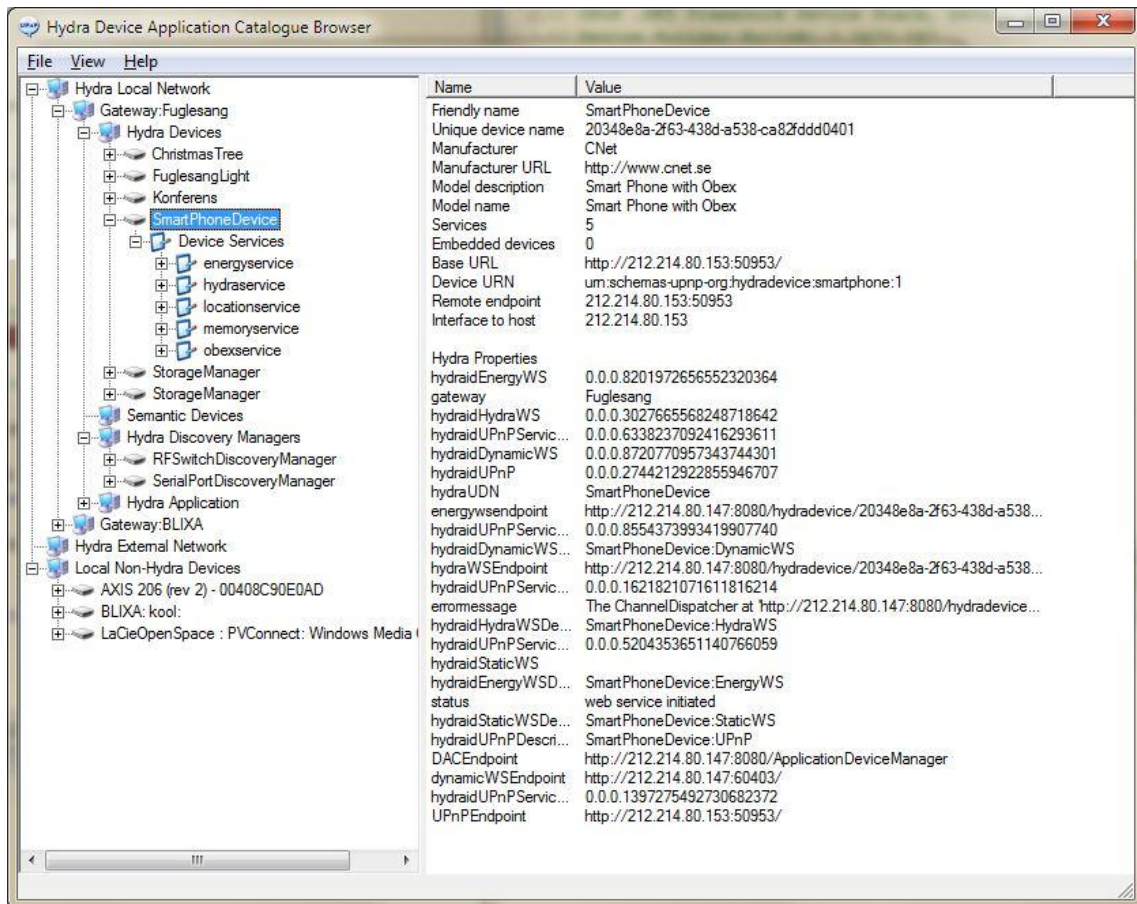 Hydra Device Application Catalogue Browser
File View Help
Hydra Local Network
Gateway:Fuglesang
Hydra Devices
ChristmasTree
FuglesangLight
Konferens
SmartPhoneDevice
Device Services
energyservice
hydraservice
locationservice
memoryservice
obexservice
StorageManager
StorageManager
Semantic Devices
Hydra Discovery Managers
RFSwitchDiscoveryManager
SerialPortDiscoveryManager
Hydra Application
Gateway:BLIXA
Hydra External Network
Local Non-Hydra Devices
AXIS 206 (rev 2) - 00408C90E0AD
BLIXA: kool:
LaCieOpenSpace : PVConnect: Windows Media
Name Value
Friendly name SmartPhoneDevice
Unique device name 20348e8a-2f63-438d-a538-ca82fddd0401
Manufacturer CNet
Manufacturer URL http://www.cnet.se
Model description Smart Phone with Obex
Model name Smart Phone with Obex
Services 5
Embedded devices 0
Base URL http://212.214.80.153:50953/
Device URN urn:schemas-upnp-org:hydradevice:smartphone:1
Remote endpoint 212.214.80.153:50953
Interface to host 212.214.80.153
Hydra Properties
hydraidEnergyWS 0.0.0.8201972656552320364
gateway Fuglesang
hydraidHydraWS 0.0.0.3027665568248718642
hydraidUPnPServic... 0.0.0.6338237092416293611
hydraidDynamicWS 0.0.0.8720770957343744301
hydraidUPnP 0.0.0.2744212922855946707
hydraUDN SmartPhoneDevice
energywsendpoint http://212.214.80.147:8080/hydradevice/20348e8a-2f63-438d-a538...
hydraidUPnPServic... 0.0.0.8554373993419907740
hydraidDynamicWS... SmartPhoneDevice:DynamicWS
hydraWSEndpoint http://212.214.80.147:8080/hydradevice/20348e8a-2f63-438d-a538...
hydraidUPnPServic... 0.0.0.1621821071611816214
errormessage The ChannelDispatcher at 'http://212.214.80.147:8080/hydradevice...
hydraidHydraWSDe... SmartPhoneDevice:HydraWS
hydraidUPnPServic... 0.0.0.5204353651140766059
hydraidStaticWS
hydraidEnergyWSD... SmartPhoneDevice:EnergyWS
status web service initiated
hydraidStaticWSDe... SmartPhoneDevice:StaticWS
hydraidUPnPDescri... SmartPhoneDevice:UPnP
DACEndpoint http://212.214.80.147:8080/ApplicationDeviceManager
dynamicWSEndpoint http://212.214.80.147:60403/
hydraidUPnPServic... 0.0.0.1397275492730682372
UPnPEndpoint http://212.214.80.153:50953/